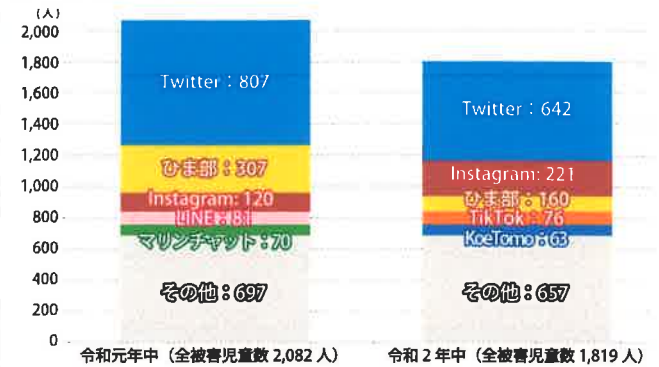 (人)
2,000
1,800
1,600
1,400
1,200
1,000
800
600
400
200
0
Twitter：807
ひま部：307
Instagram: 120
LINE：81
マリンチャット：70
その他：697
Twitter：642
Instagram: 221
ひま部：160
TikTok：76
KoeTomo：63
その他：657
令和元年中（全被害児童数 2,082 人）
令和 2 年中（全被害児童数 1,819 人）